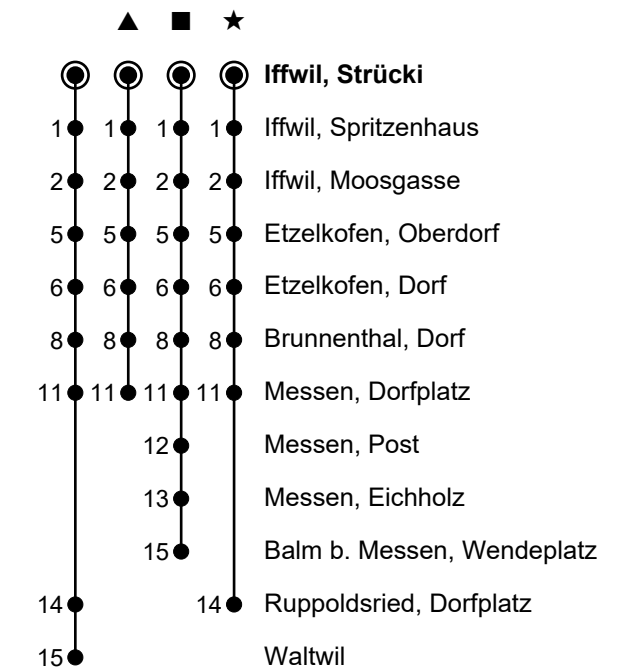 ▲ ■ ★
Iffwil, Strücki
1 1 1 1 Iffwil, Spritzenhaus
2 2 2 2 Iffwil, Moosgasse
5 5 5 5 Etzelkofen, Oberdorf
6 6 6 6 Etzelkofen, Dorf
8 8 8 8 Brunnenthal, Dorf
11 11 11 11 Messen, Dorfplatz
12 Messen, Post
13 Messen, Eichholz
15 Balm b. Messen, Wendeplatz
14 14 Ruppoldsried, Dorfplatz
15 Waltwil